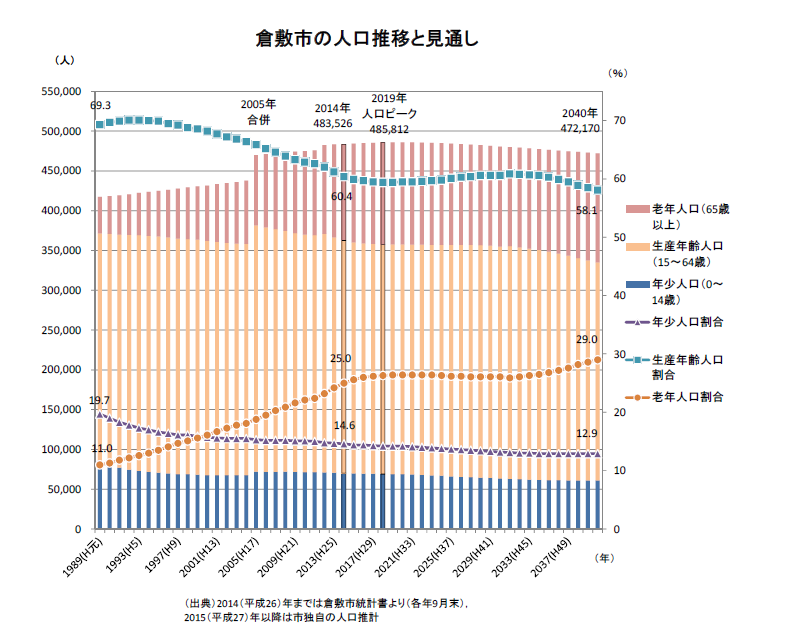 倉敷市の人口推移と見通し
（人）
（%）
550,000
500,000
450,000
400,000
350,000
300,000
250,000
200,000
150,000
100,000
50,000
0
70
60
50
40
30
20
10
0
69.3
2005年
合併
2014年
483,526
2019年
人口ピーク
485,812
2040年
472,170
60.4
58.1
25.0
29.0
19.7
14.6
12.9
11.0
老年人口（65歳
以上）
生産年齢人口
（15～64歳）
年少人口（0～
14歳）
年少人口割合
生産年齢人口
割合
老年人口割合
1989(H元)
1993(H5)
1997(H9)
2001(H13)
2005(H17)
2009(H21)
2013(H25)
2017(H29)
2021(H33)
2025(H37)
2029(H41)
2033(H45)
2037(H49)
（年）
（出典）2014（平成26）年までは倉敷市統計書より（各年9月末），
2015（平成27）年以降は市独自の人口推計